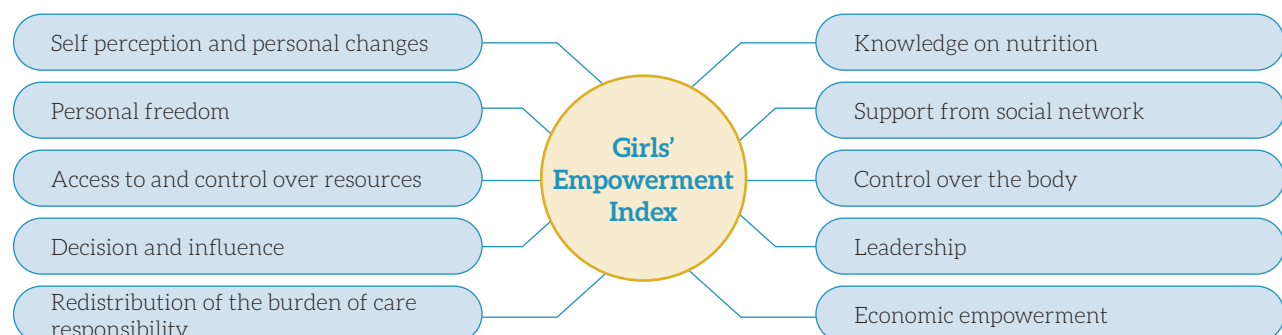 Self perception and personal changes
Personal freedom
Access to and control over resources
Decision and influence
Redistribution of the burden of care
responsibility
Girls’
Empowerment
Index
Knowledge on nutrition
Support from social network
Control over the body
Leadership
Economic empowerment